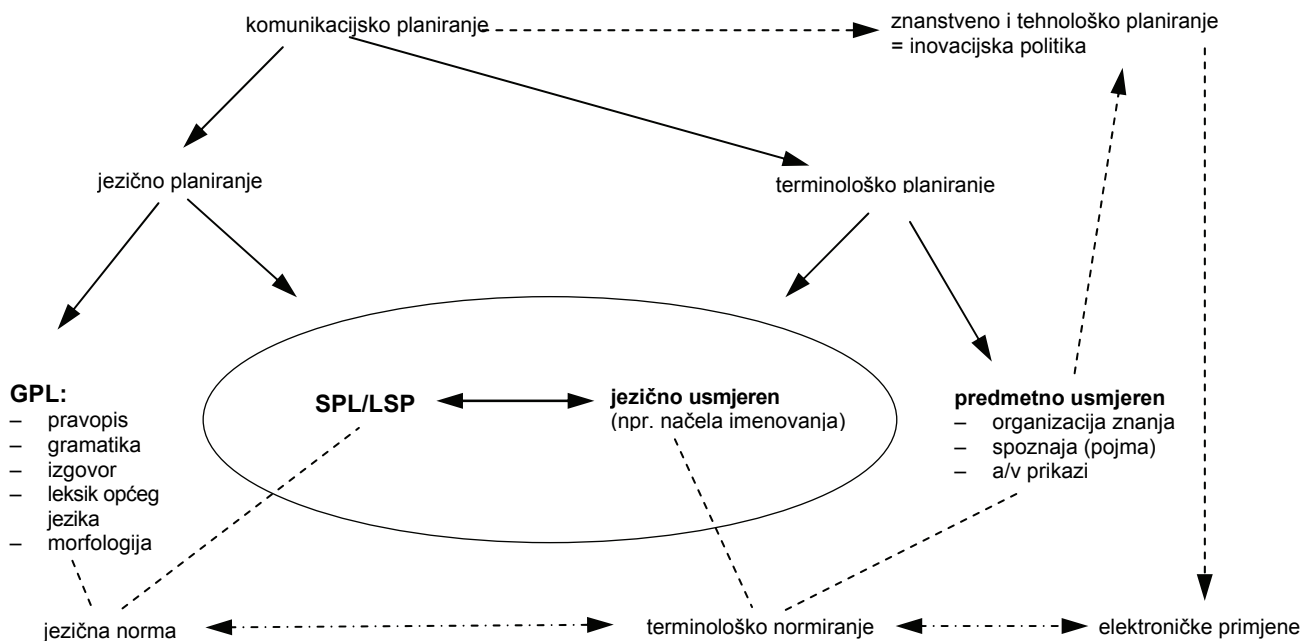 komunikacijsko planiranje
znanstveno i tehnološko planiranje
= inovacijska politika
jezično planiranje
terminološko planiranje
GPL:
– pravopis
– gramatika
– izgovor
– leksik općeg
jezika
– morfologija
SPL/LSP
jezično usmjeren
(npr. načela imenovanja)
predmetno usmjeren
– organizacija znanja
– spoznaja (pojma)
– a/v prikazi
jezična norma
terminološko normiranje
elektroničke primjene